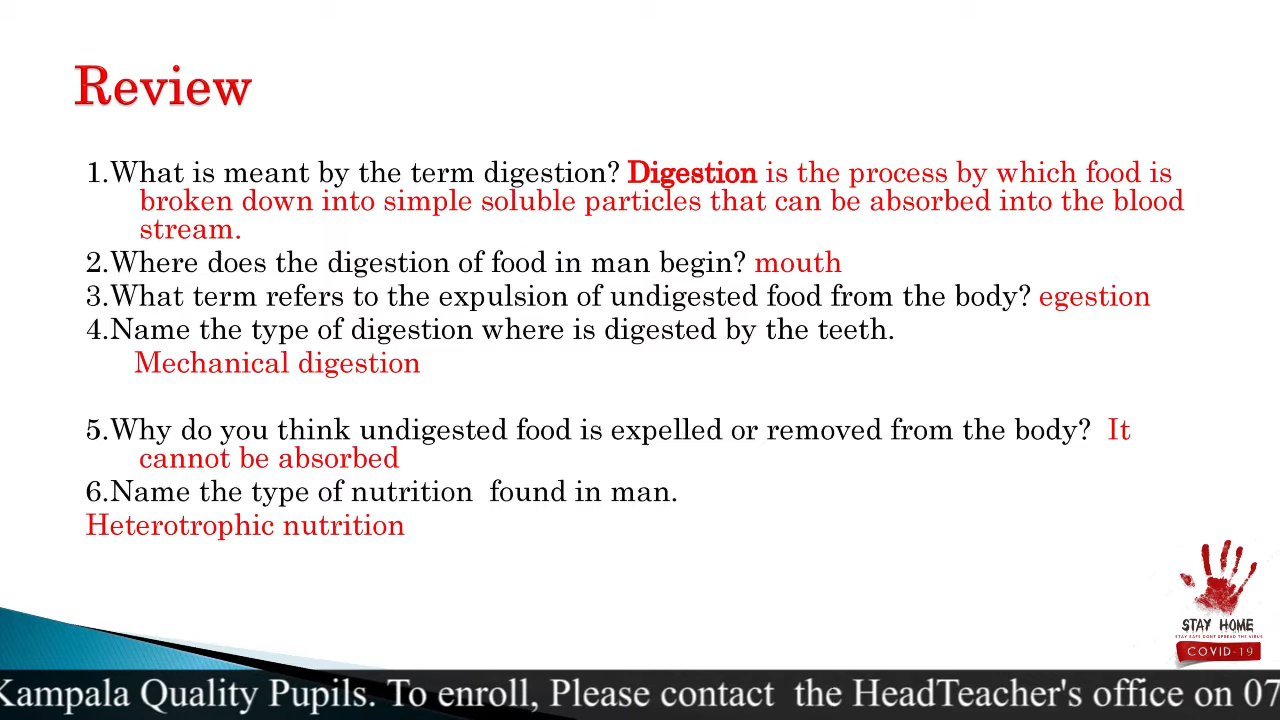 Review
1.What is meant by the term digestion? Digestion is the process by which food is
broken down into simple soluble particles that can be absorbed into the blood
stream.
2.Where does the digestion of food in man begin? mouth
3.What term refers to the expulsion of undigested food from the body? egestion
4.Name the type of digestion where is digested by the teeth.
Mechanical digestion
5.Why do you think undigested food is expelled or removed from the body?  It
cannot be absorbed
6.Name the type of nutrition  found in man.
Heterotrophic nutrition
STAY HOME
STAY SAFE DONT SPREAD THE VIRUS
COVID-19
Kampala Quality Pupils. To enroll, Please contact  the HeadTeacher's office on 07